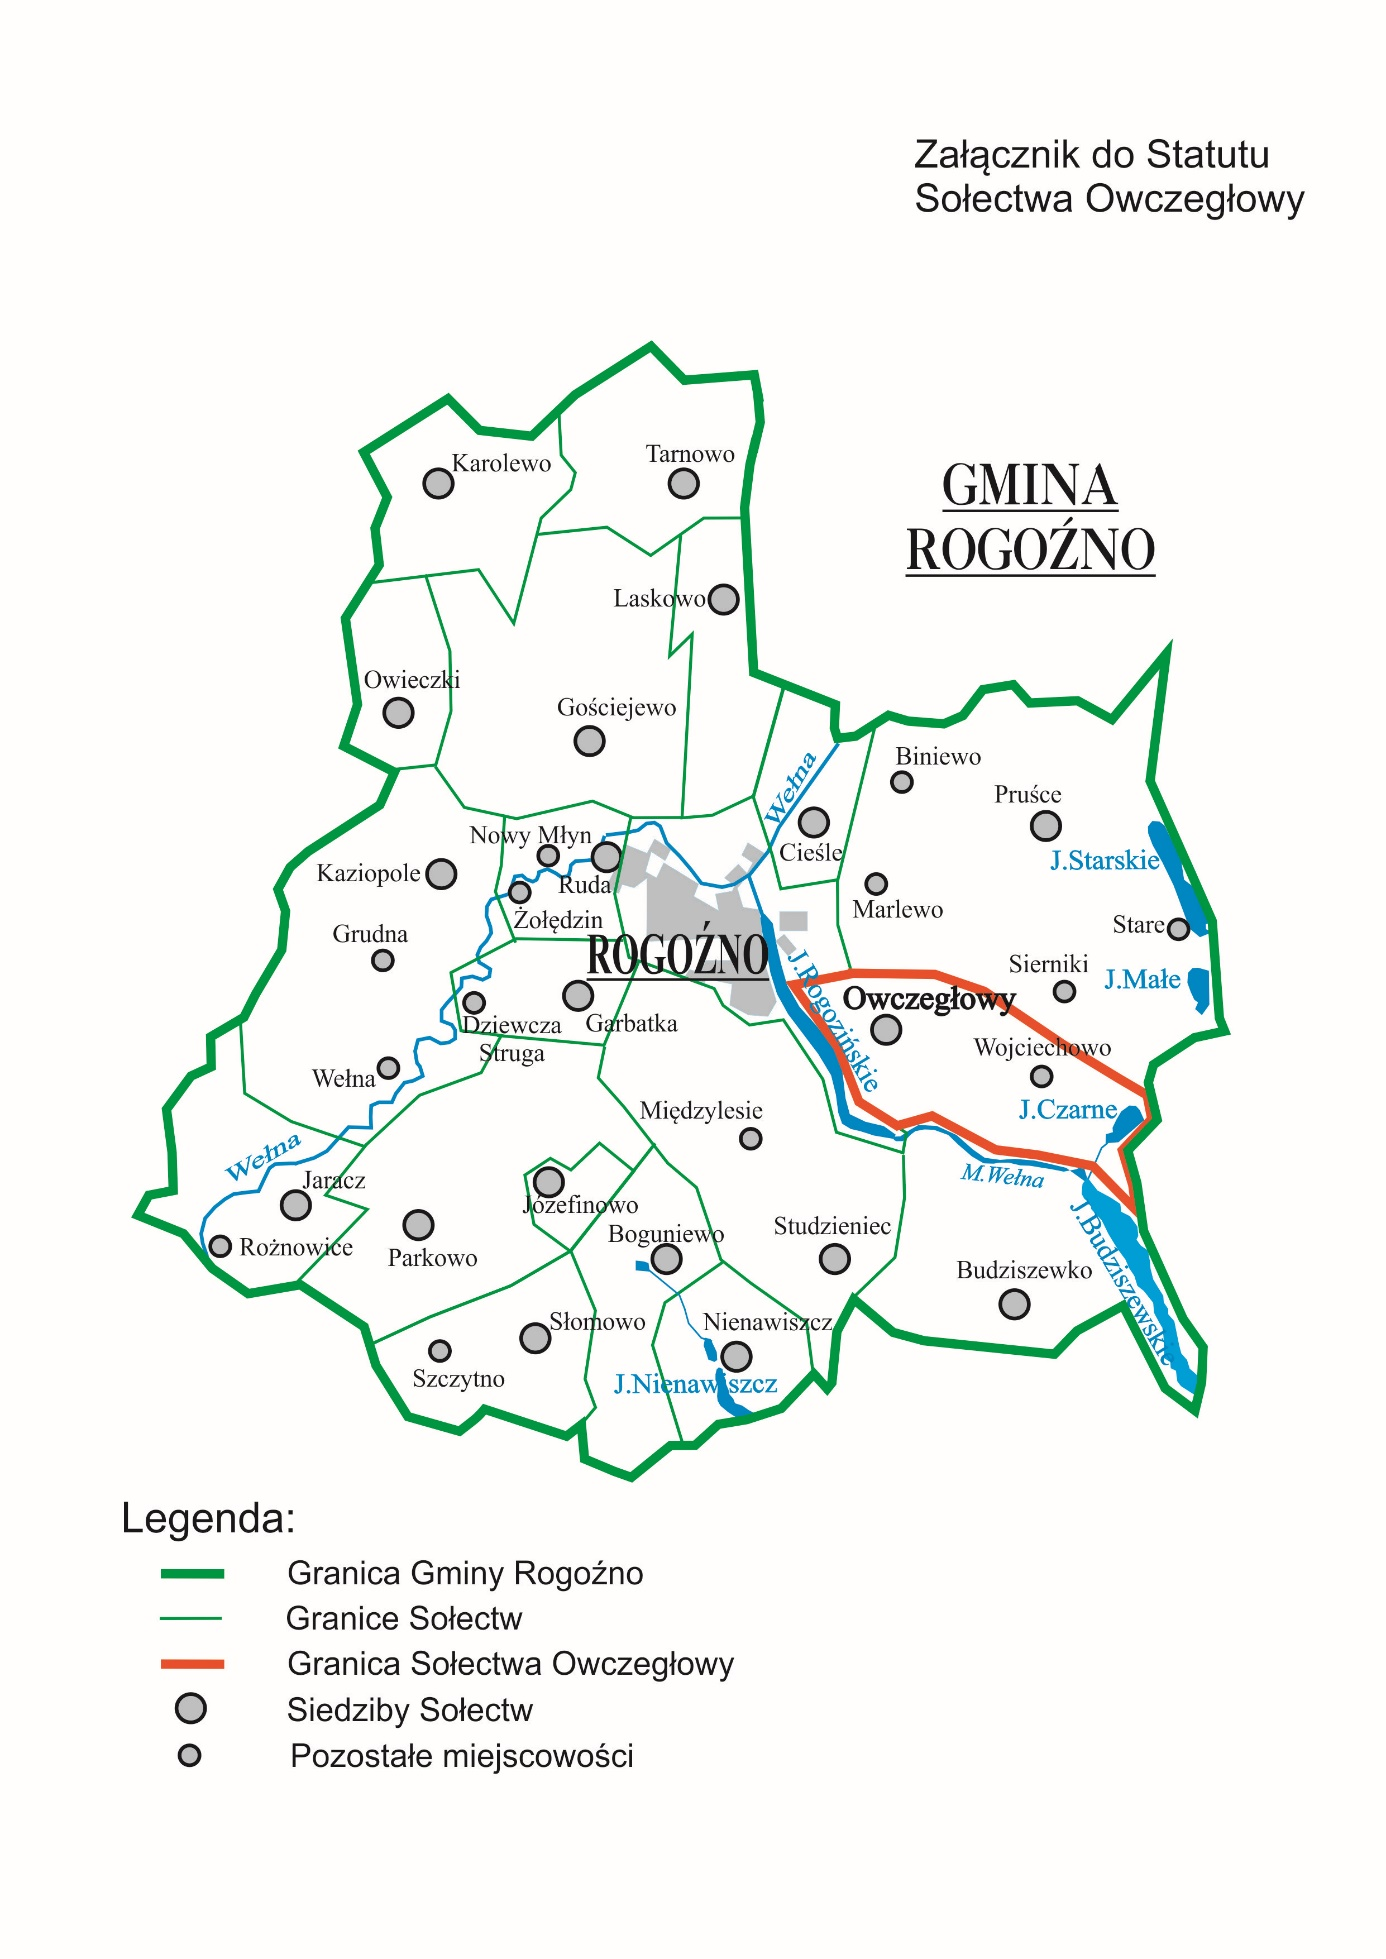 Załącznik do Statutu
Sołectwa Owczegłowy
GMINA
ROGOŹNO
Karolewo
Tarnowo
Laskowo
Owieczki
Gościejewo
Wełna
Biniewo
Pruśce
Nowy Młyn
Cieśle
J.Starskie
Kaziopole
Ruda
Marlewo
Żołędzin
Stare
Grudna
ROGOŹNO
J.Rogozińskie
Sierniki
J.Małe
Owczegłowy
Dziewcza
Struga
Garbatka
Wojciechowo
Wełna
J.Czarne
Międzylesie
Wełna
M.Wełna
Jaracz
Józefinowo
J.Budziszewskie
Rożnowice
Parkowo
Boguniewo
Studzieniec
Budziszewko
Słomowo
Nienawiszcz
Szczytno
J.Nienawiszcz
Legenda:
Granica Gminy Rogoźno
Granice Sołectw
Granica Sołectwa Owczegłowy
Siedziby Sołectw
Pozostałe miejscowości